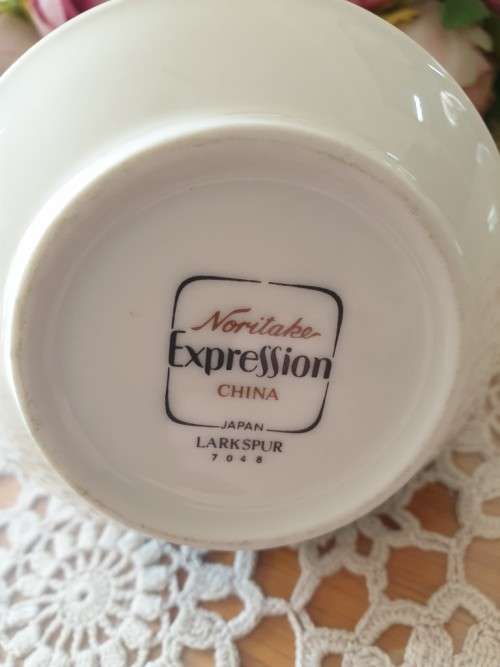 Noritake
Expression
CHINA
JAPAN
LARKSPUR
7048